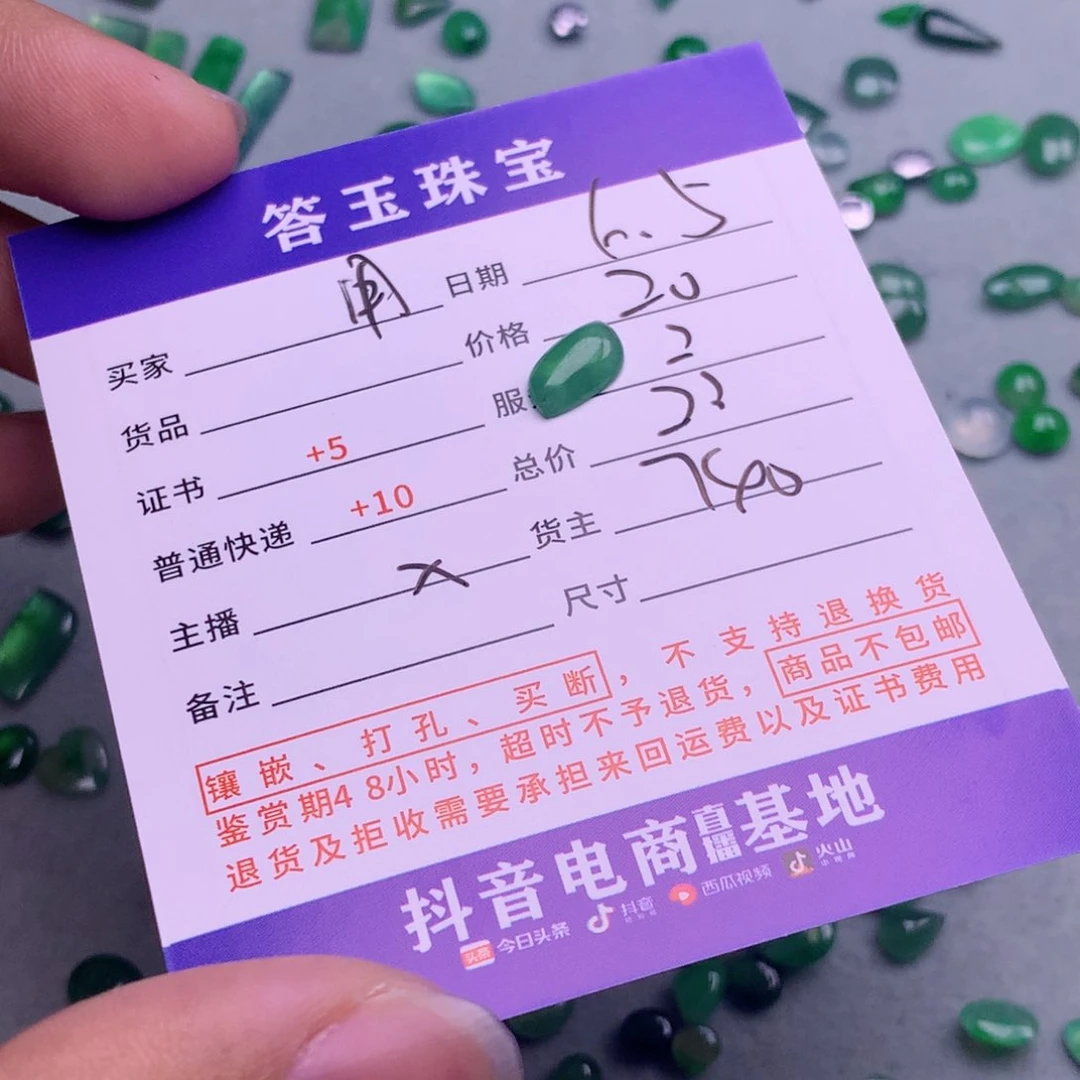 答玉珠宝
买家 日期 6.5
货品 价格 20
证书 +5 服 2
普通快递 +10 总价
主播 货主
备注 尺寸
镶嵌、打孔、买断，不支持退换货
鉴赏期48小时，超时不予退货，商品不包邮
退货及拒收需要承担来回运费以及证书费用
抖音电商直播基地
头条 今日头条 抖音 西瓜视频 火山